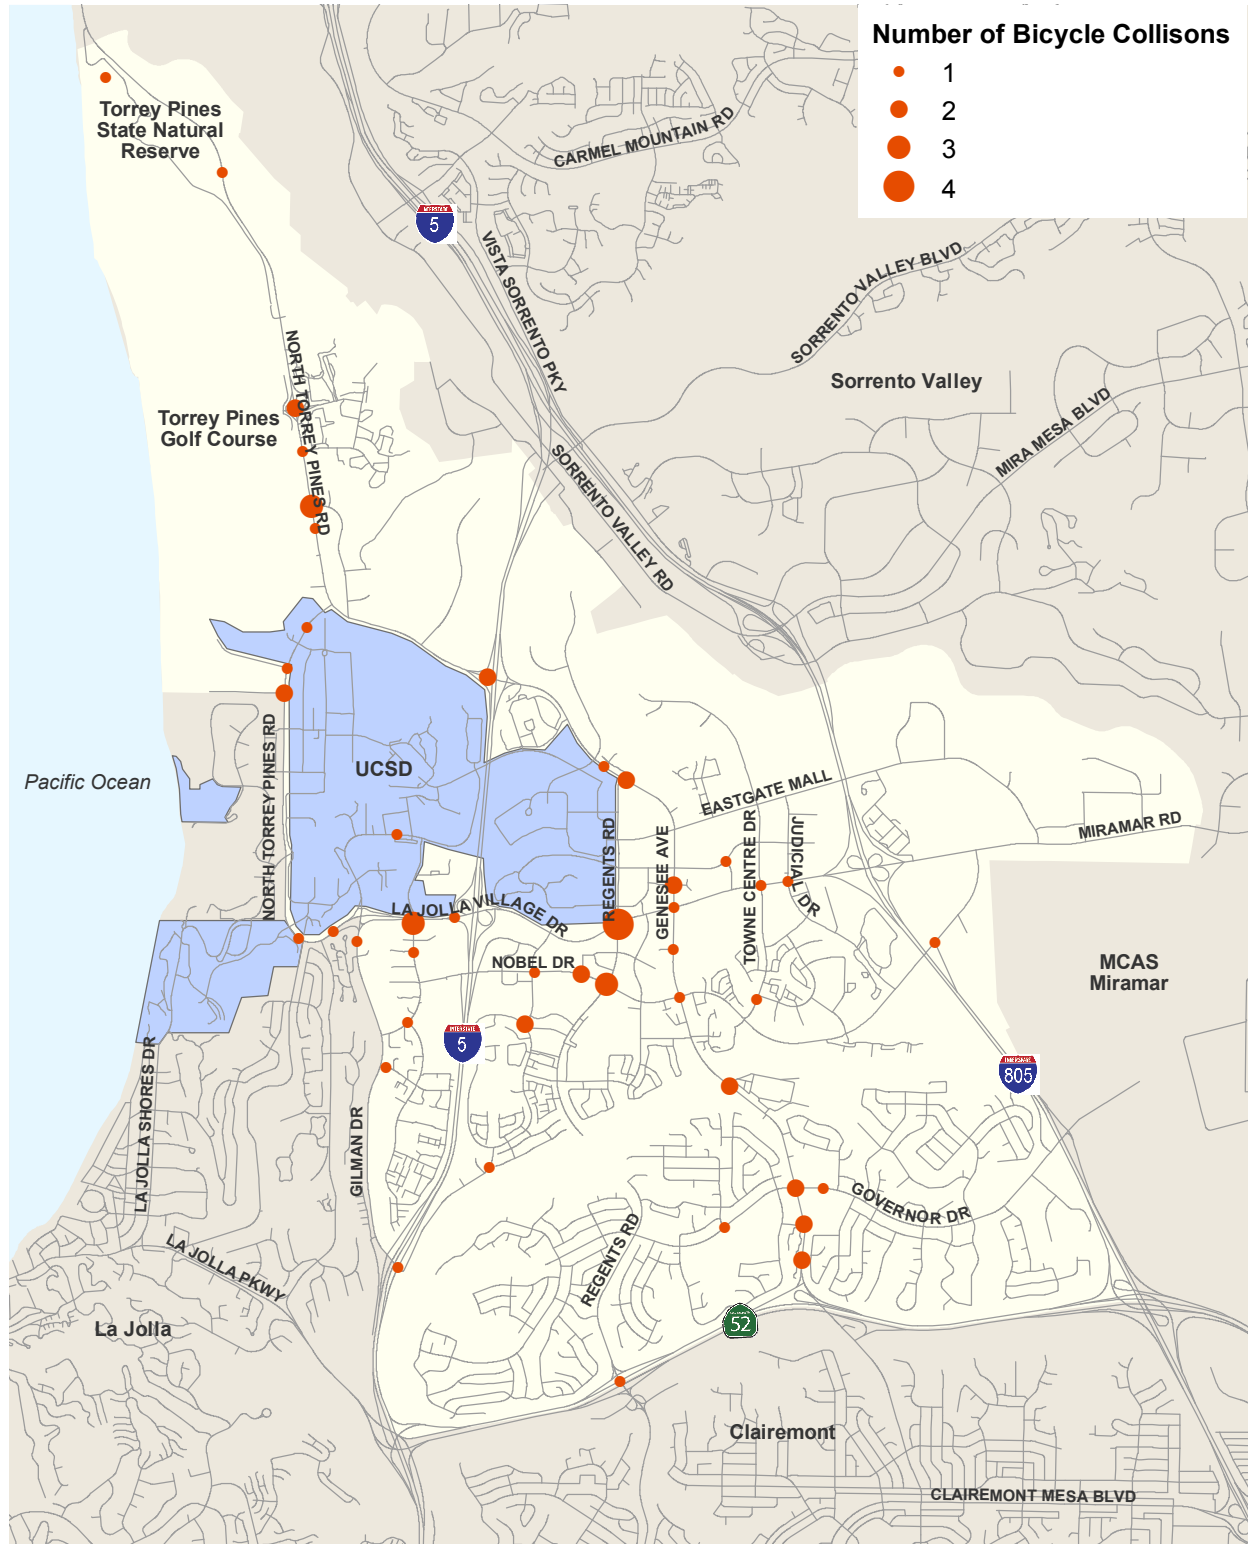 Number of Bicycle Collisons
1
2
3
4
Torrey Pines
State Natural
Reserve
CARMEL MOUNTAIN RD
INTERSTATE
5
VISTA SORRENTO PKY
SORRENTO VALLEY BLVD
Sorrento Valley
MIRA MESA BLVD
NORTH TORREY PINES RD
Torrey Pines
Golf Course
SORRENTO VALLEY RD
NORTH TORREY PINES RD
UCSD
Pacific Ocean
EASTGATE MALL
MIRAMAR RD
REGENTS RD
GENESEE AVE
TOWNE CENTRE DR
JUDICIAL DR
LA JOLLA VILLAGE DR
NOBEL DR
MCAS
Miramar
INTERSTATE
5
INTERSTATE
805
LA JOLLA SHORES DR
GILMAN DR
GOVERNOR DR
REGENTS RD
LA JOLLA PKWY
La Jolla
52
Clairemont
CLAIREMONT MESA BLVD